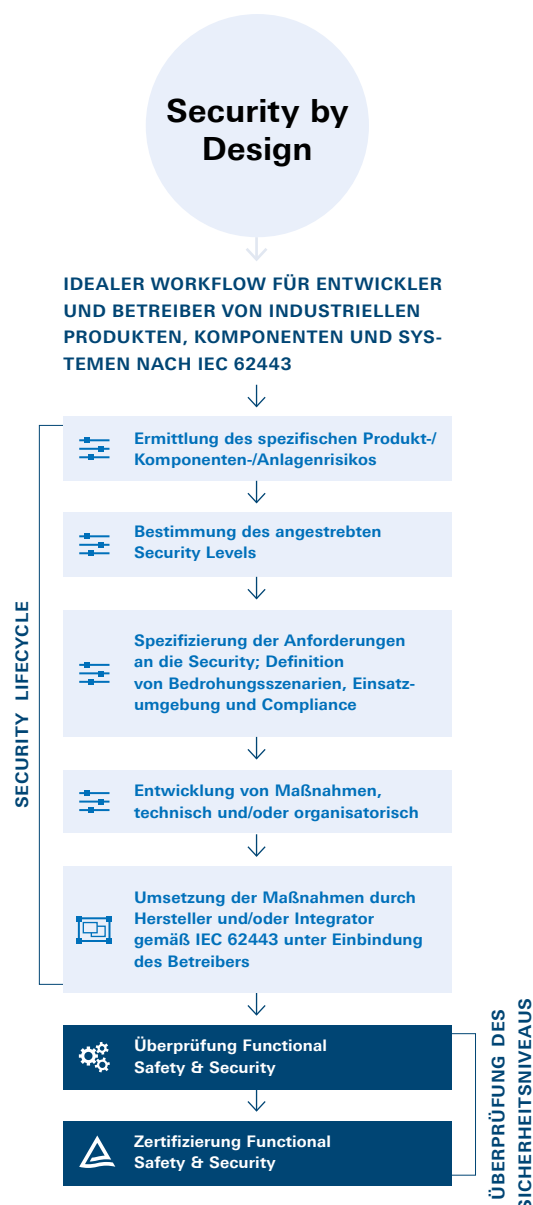 Security by
Design
IDEALER WORKFLOW FÜR ENTWICKLER
UND BETREIBER VON INDUSTRIELLEN
PRODUKTEN, KOMPONENTEN UND SYS-
TEMEN NACH IEC 62443
SECURITY LIFECYCLE
Ermittlung des spezifischen Produkt-/
Komponenten-/Anlagenrisikos
Bestimmung des angestrebten
Security Levels
Spezifizierung der Anforderungen
an die Security; Definition
von Bedrohungsszenarien, Einsatz-
umgebung und Compliance
Entwicklung von Maßnahmen,
technisch und/oder organisatorisch
Umsetzung der Maßnahmen durch
Hersteller und/oder Integrator
gemäß IEC 62443 unter Einbindung
des Betreibers
Überprüfung Functional
Safety & Security
Zertifizierung Functional
Safety & Security
ÜBERPRÜFUNG DES
SICHERHEITSNIVEAUS